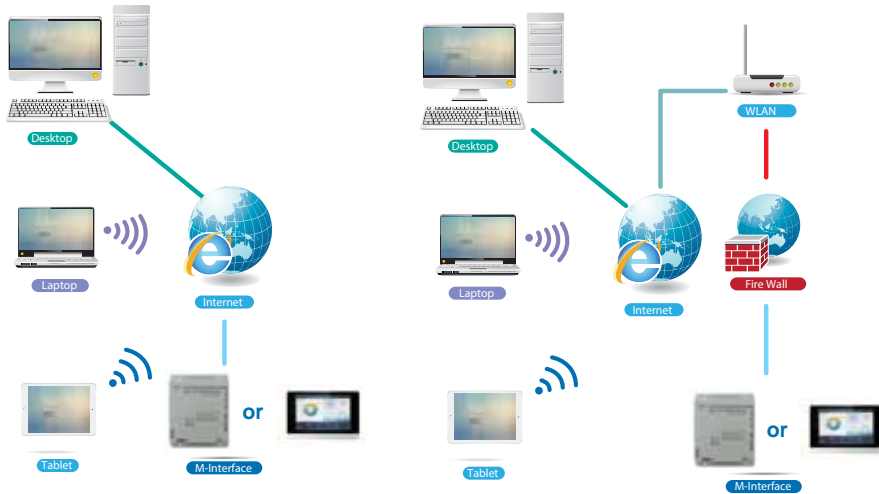 Desktop
Laptop
Internet
Tablet
or
M-Interface
Desktop
WLAN
Laptop
Internet
Fire Wall
Tablet
or
M-Interface